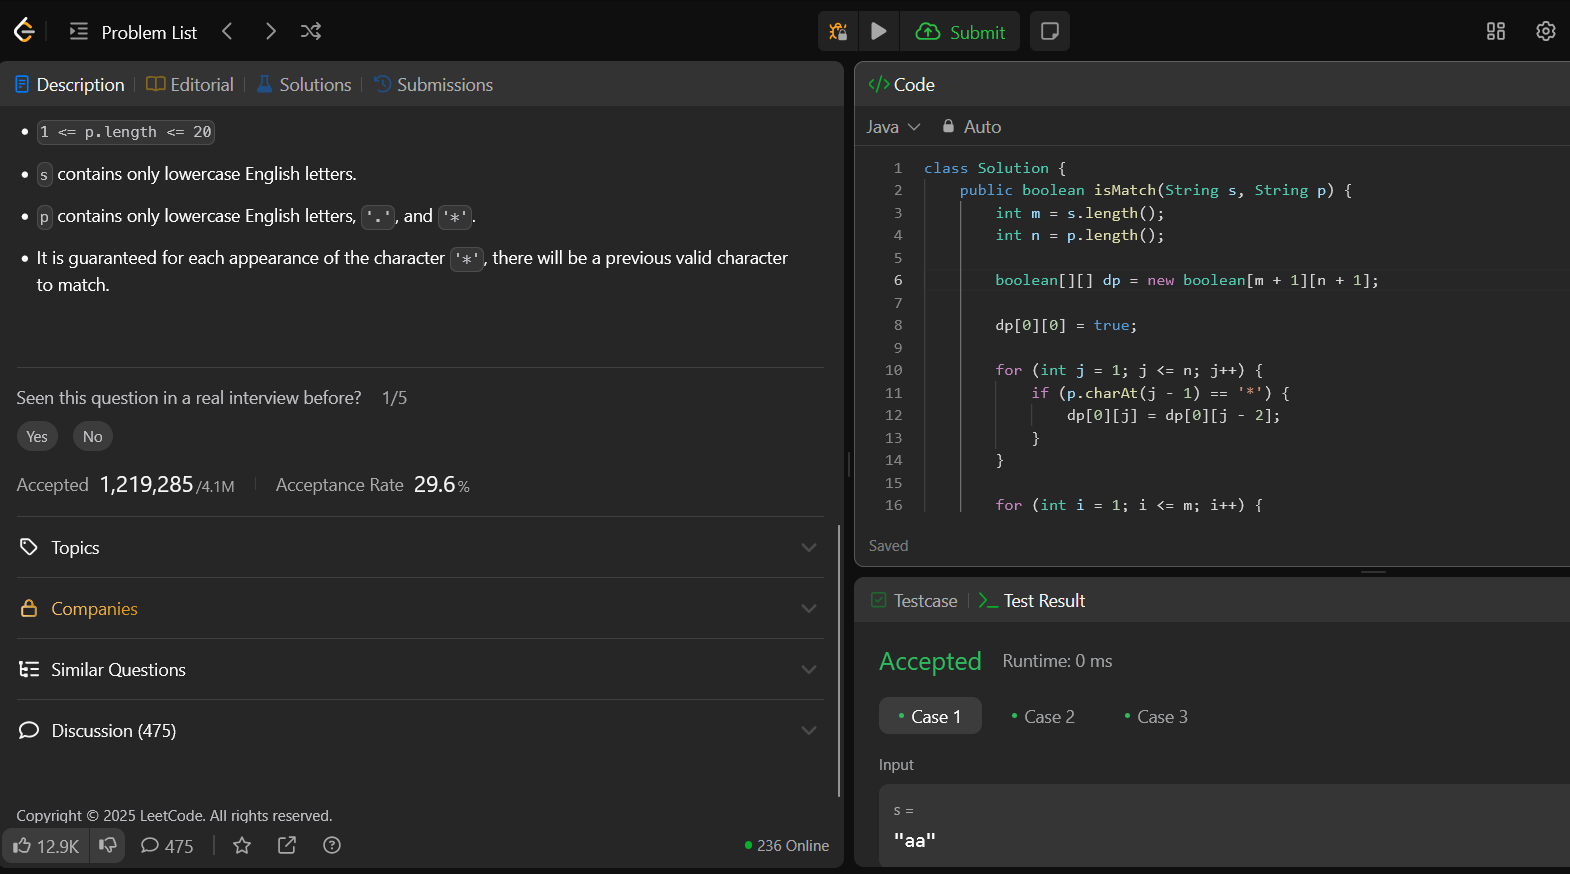 Problem List
Submit
Description
Editorial
Solutions
Submissions
1 <= p.length <= 20
s contains only lowercase English letters.
p contains only lowercase English letters, '.', and '*'.
It is guaranteed for each appearance of the character '*', there will be a previous valid character
to match.
Seen this question in a real interview before? 1/5
Yes
No
Accepted 1,219,285/4.1M
Acceptance Rate 29.6%
Topics
Companies
Similar Questions
Discussion (475)
Copyright © 2025 LeetCode. All rights reserved.
12.9K
475
236 Online
</> Code
Java
Auto
1 class Solution {
2 public boolean isMatch(String s, String p) {
3 int m = s.length();
4 int n = p.length();
5
6 boolean[][] dp = new boolean[m + 1][n + 1];
7
8 dp[0][0] = true;
9
10 for (int j = 1; j <= n; j++) {
11 if (p.charAt(j - 1) == '*') {
12 dp[0][j] = dp[0][j - 2];
13 }
14 }
15
16 for (int i = 1; i <= m; i++) {
Saved
Testcase
Test Result
Accepted Runtime: 0 ms
Case 1
Case 2
Case 3
Input
s =
"aa"